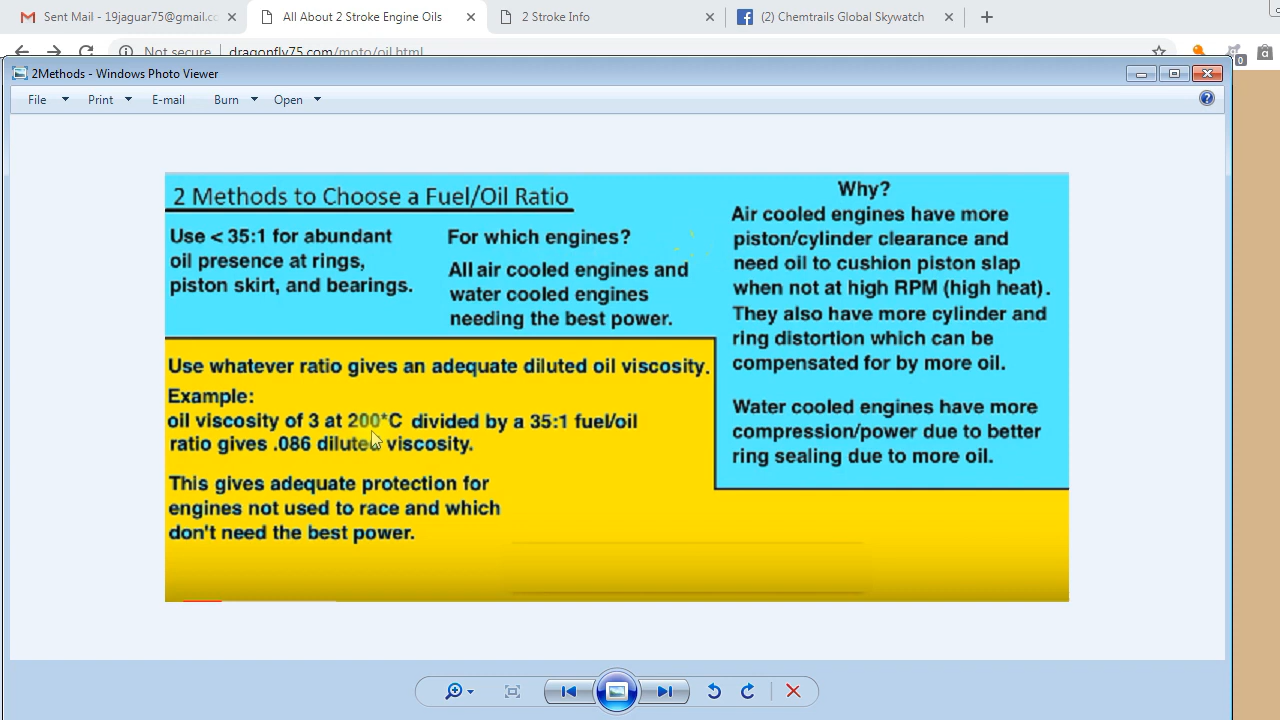 Sent Mail - 19jaguar75@gmail.cc
All About 2 Stroke Engine Oils
2 Stroke Info
(2) Chemtrails Global Skywatch
Not secure
dragonfly75.com/moto/oil.html
0
2Methods - Windows Photo Viewer
File
Print
E-mail
Burn
Open
2 Methods to Choose a Fuel/Oil Ratio
Use < 35:1 for abundant
oil presence at rings,
piston skirt, and bearings.
For which engines?
All air cooled engines and
water cooled engines
needing the best power.
Why?
Air cooled engines have more
piston/cylinder clearance and
need oil to cushion piston slap
when not at high RPM (high heat).
They also have more cylinder and
ring distortion which can be
compensated for by more oil.
Water cooled engines have more
compression/power due to better
ring sealing due to more oil.
Use whatever ratio gives an adequate diluted oil viscosity.
Example:
oil viscosity of 3 at 200*C divided by a 35:1 fuel/oil
ratio gives .086 diluted viscosity.
This gives adequate protection for
engines not used to race and which
don't need the best power.